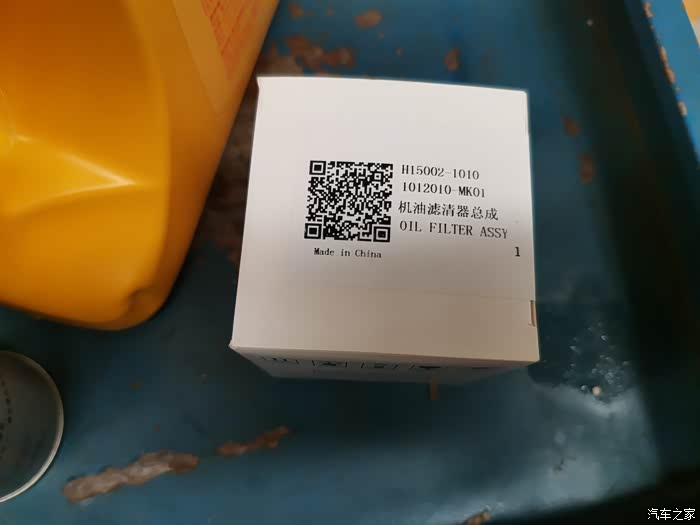 H15002-1010
1012010-MK01
机油滤清器总成
OIL FILTER ASSY
1
Made in China
汽车之家